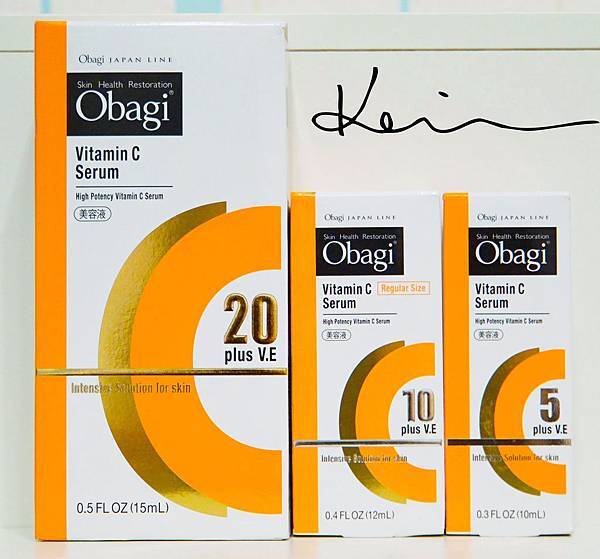 Obagi JAPAN LINE
Skin Health Restoration
Obagi®
Vitamin C
Serum
High Potency Vitamin C Serum
美容液
20
plus V.E
Intensive Solution for skin
0.5 FL OZ (15mL)
Obagi JAPAN LINE
Skin Health Restoration
Obagi®
Vitamin C Regular Size
Serum
High Potency Vitamin C Serum
美容液
10
plus V.E
Intensive Solution for skin
0.4 FL OZ (12mL)
Obagi JAPAN LINE
Skin Health Restoration
Obagi®
Vitamin C
Serum
High Potency Vitamin C Serum
美容液
5
plus V.E
Intensive Solution for skin
0.3 FL OZ (10mL)